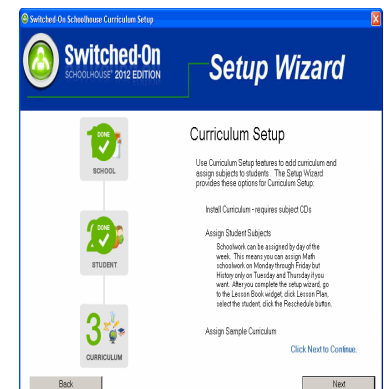 Switched-On Schoolhouse Curriculum Setup
Switched-On
SCHOOLHOUSE® 2012 EDITION
Setup Wizard
DONE
SCHOOL
DONE
STUDENT
3
CURRICULUM
Curriculum Setup
Use Curriculum Setup features to add curriculum and
assign subjects to students. The Setup Wizard
provides these options for Curriculum Setup:
Install Curriculum - requires subject CDs
Assign Student Subjects
Schoolwork can be assigned by day of the
week. This means you can assign Math
schoolwork on Monday through Friday but
History only on Tuesday and Thursday if you
want. After you complete the setup wizard, go
to the Lesson Book widget, click Lesson Plan,
select the student, click the Reschedule button.
Assign Sample Curriculum
Click Next to Continue.
Back
Next